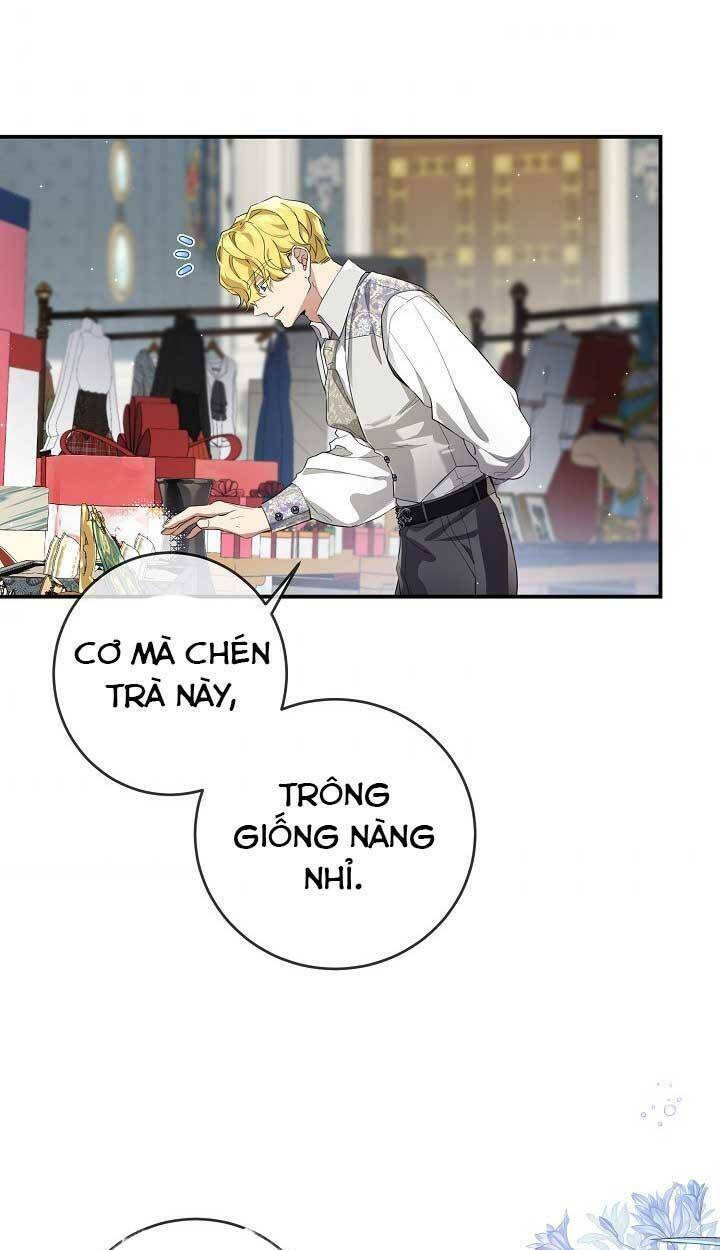 CƠ MÀ CHÉN
TRÀ NÀY,
TRÔNG
GIỐNG NÀNG
NHỈ.